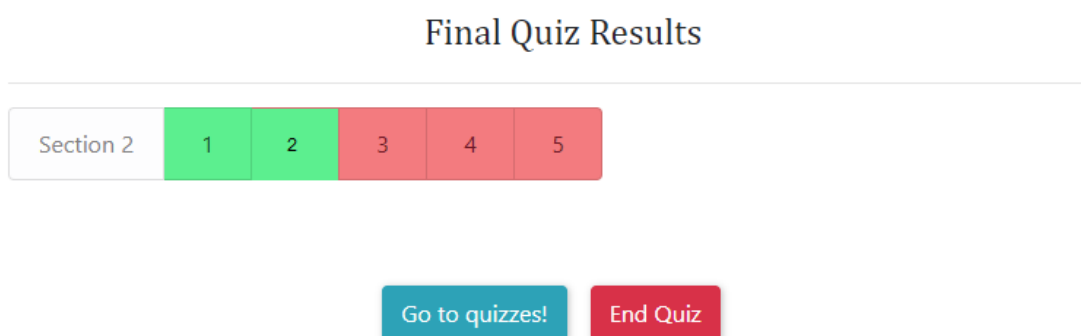 Final Quiz Results
Section 2 1 2 3 4 5
Go to quizzes! End Quiz